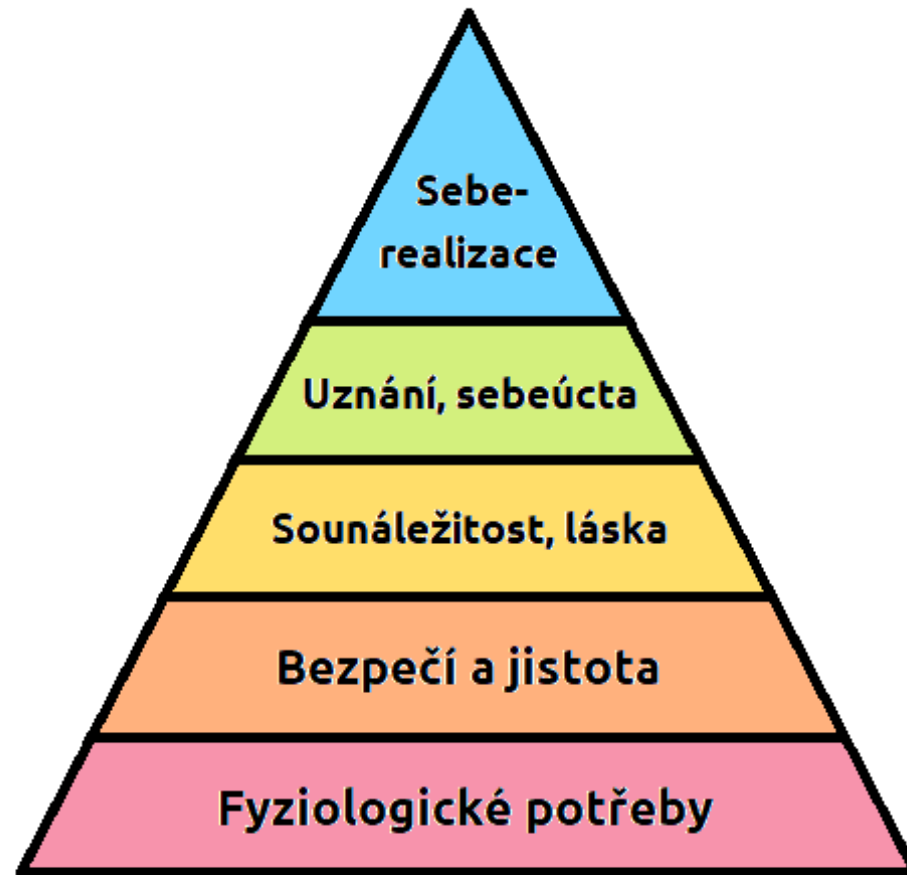 Sebe-
realizace
Uznání, sebeúcta
Sounáležitost, láska
Bezpečí a jistota
Fyziologické potřeby